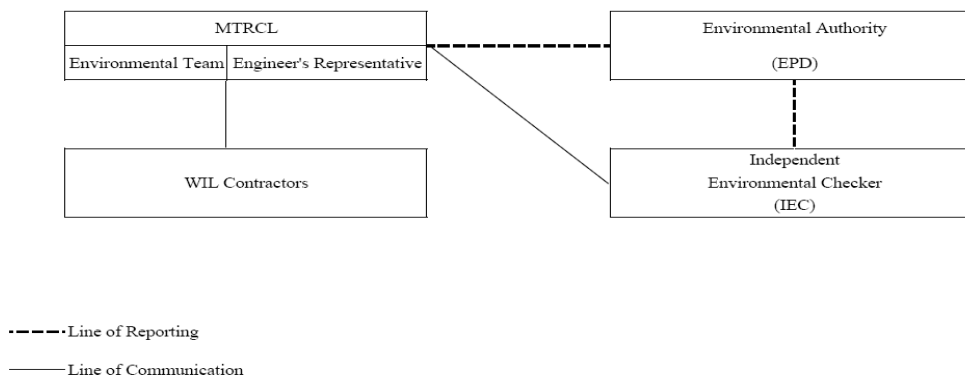 MTRCL
Environmental Team
Engineer's Representative
WIL Contractors
Environmental Authority
(EPD)
Independent
Environmental Checker
(IEC)
Line of Reporting
Line of Communication